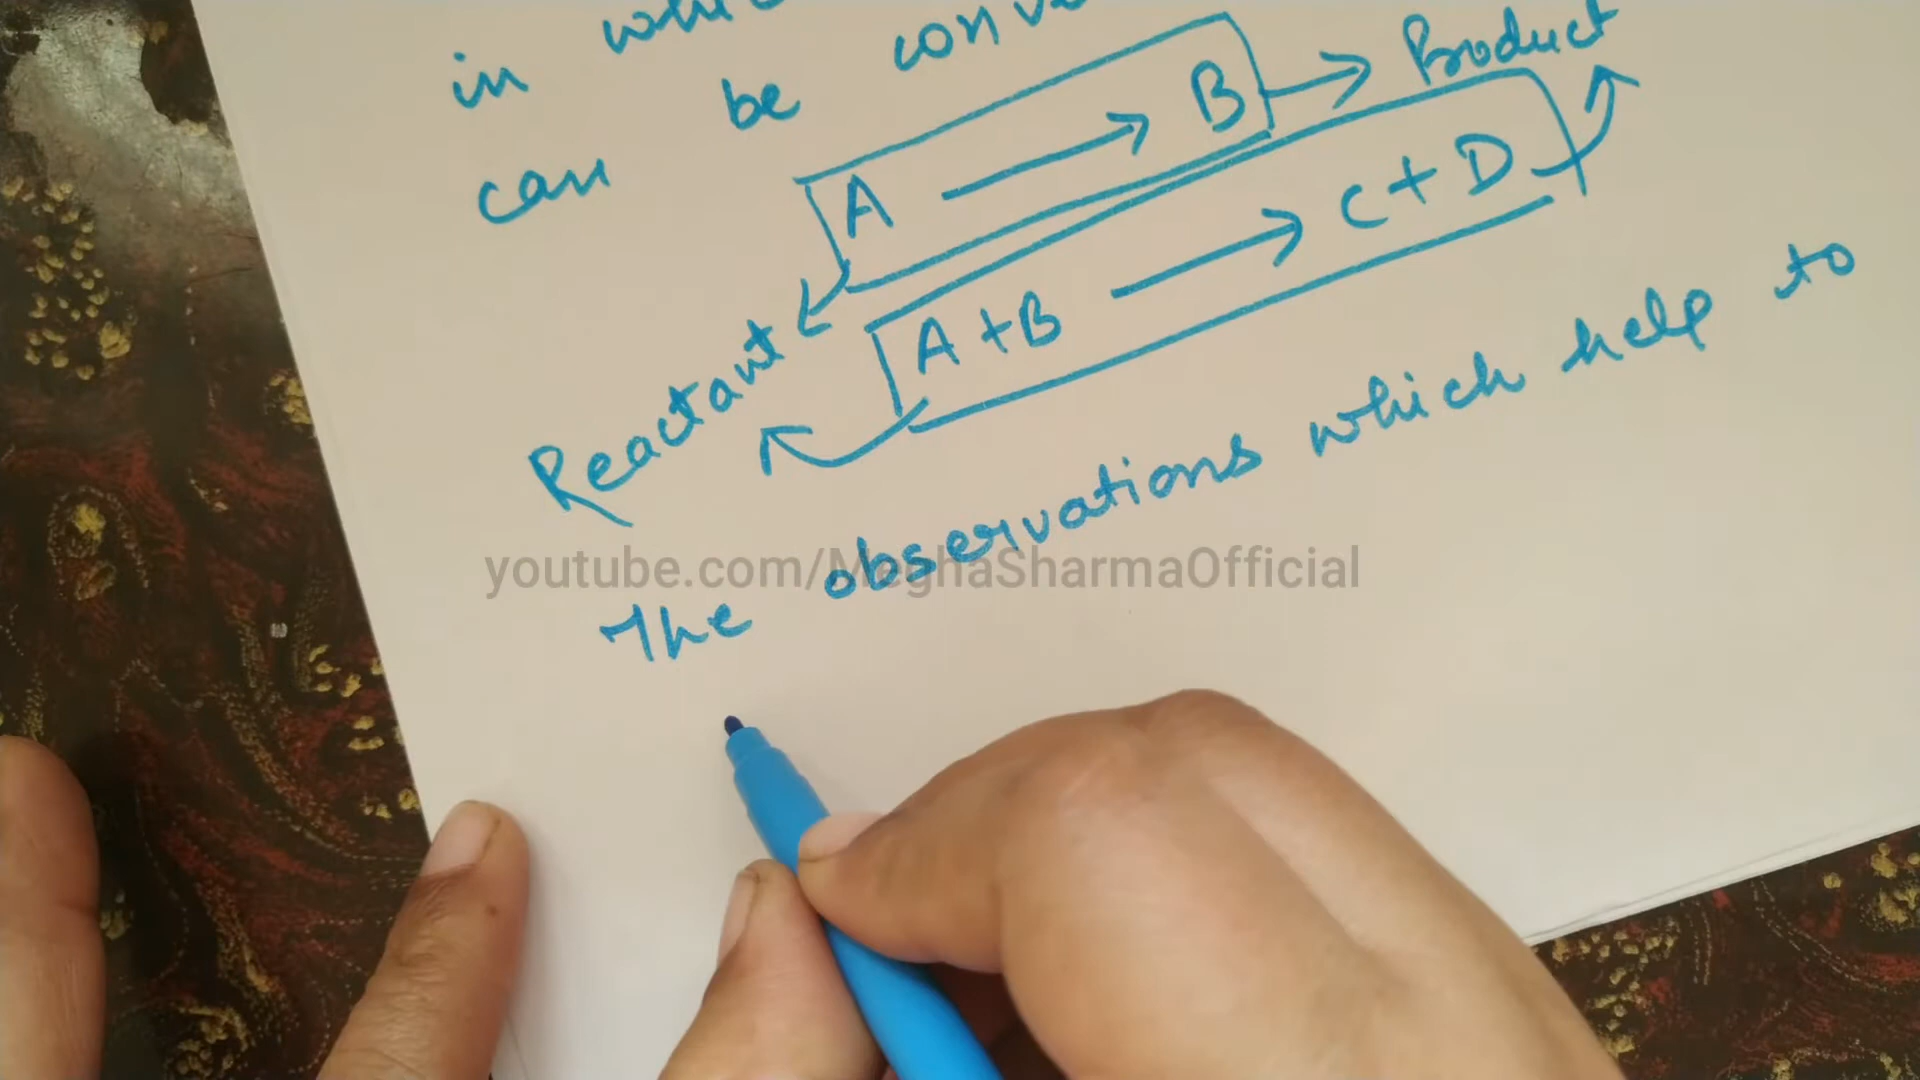 in
can be
A → B → Product
A + B → C + D
Reactant
The observations which help to
youtube.com/MeghaSharmaOfficial